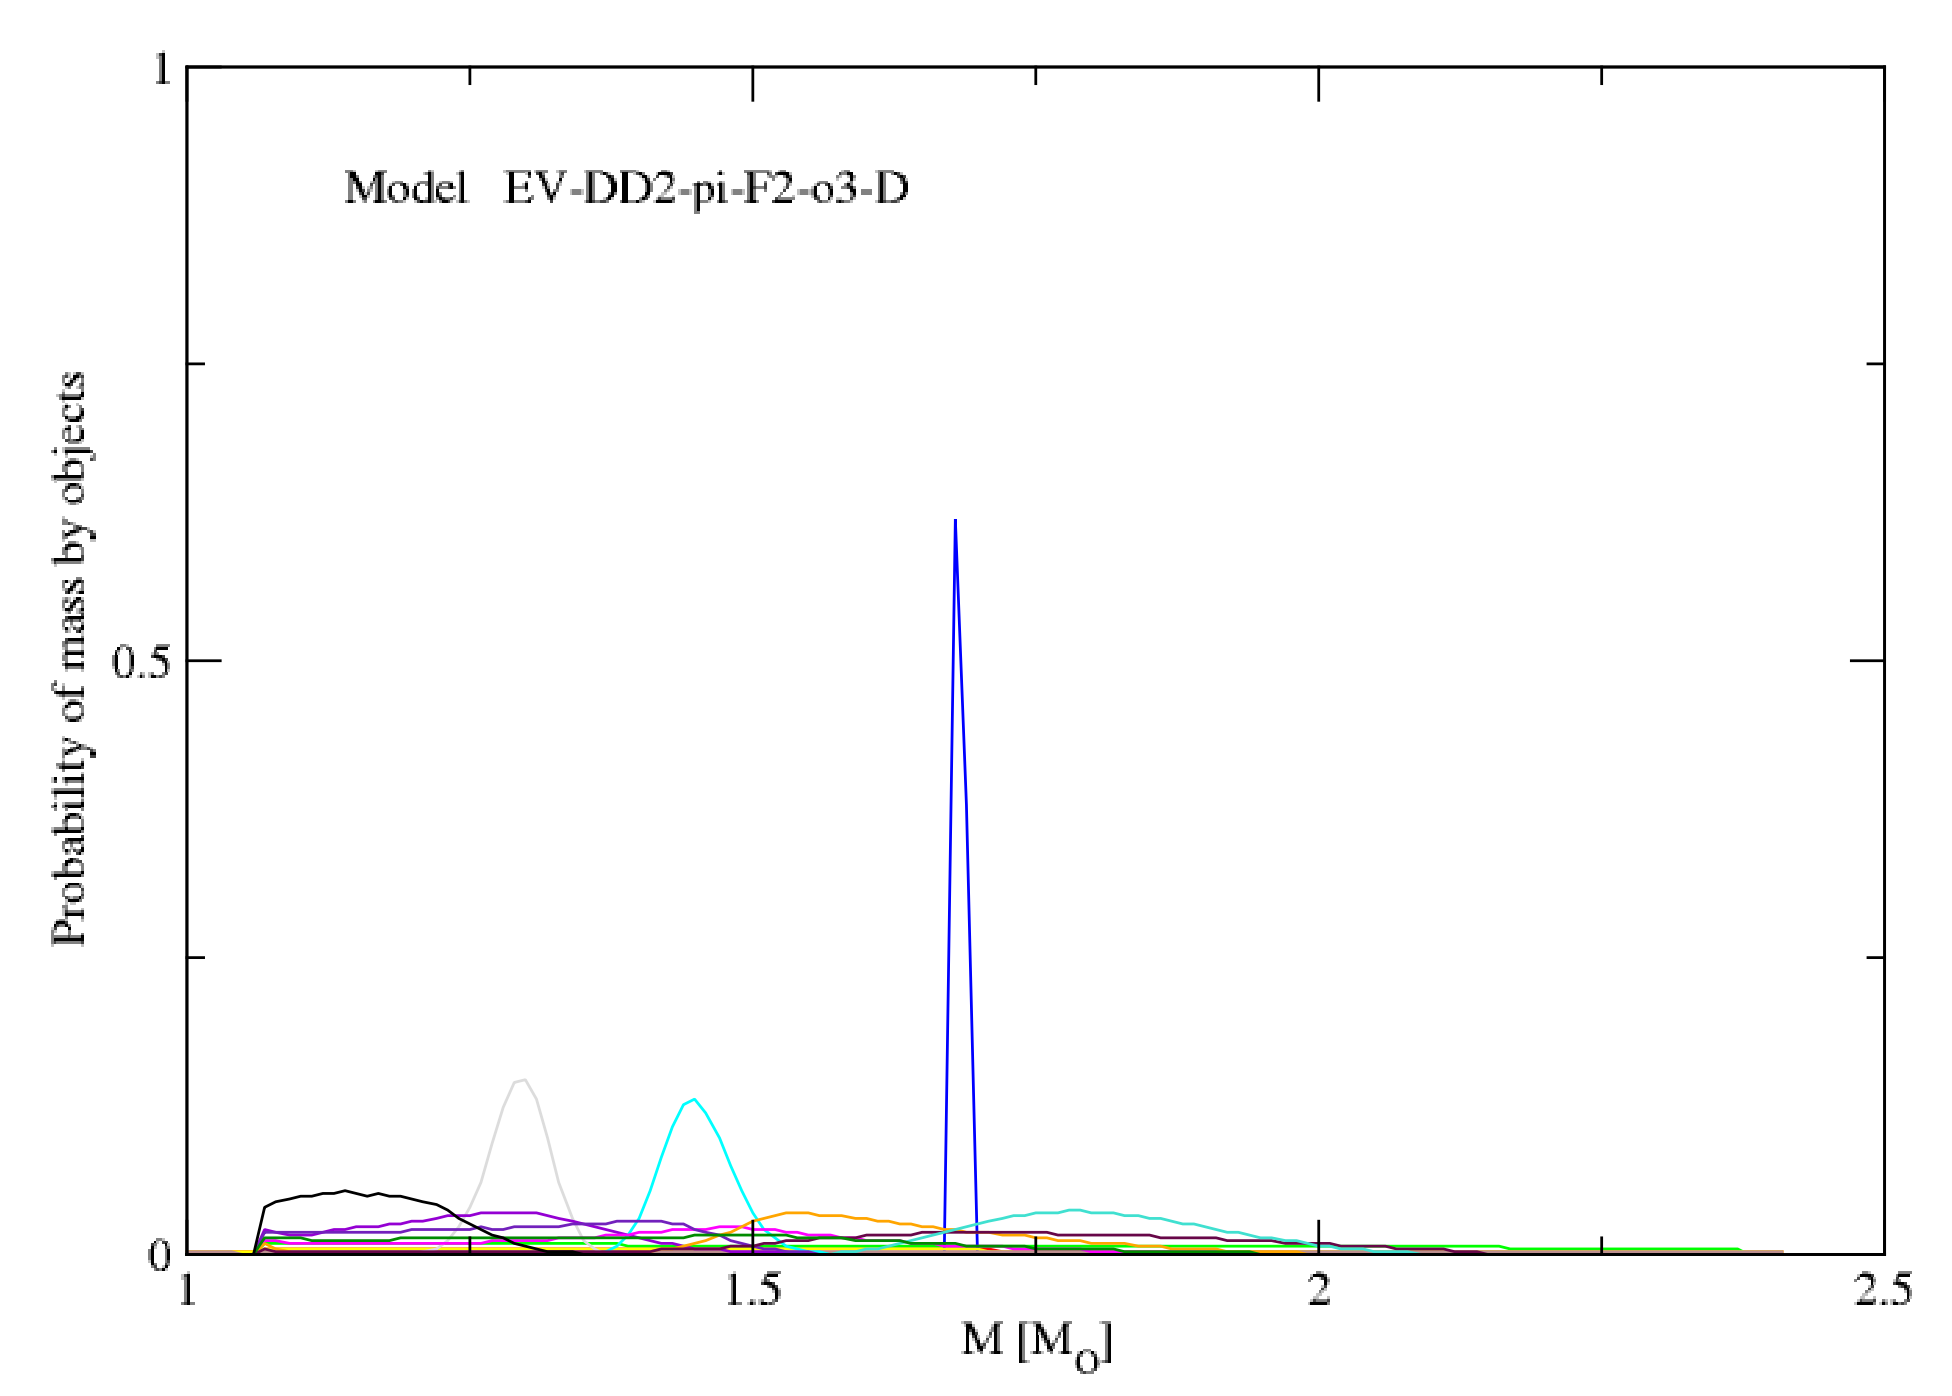 1
Model EV-DD2-pi-F2-o3-D
Probability of mass by objects
0.5
0
1 1.5 2 2.5
M [M_O]